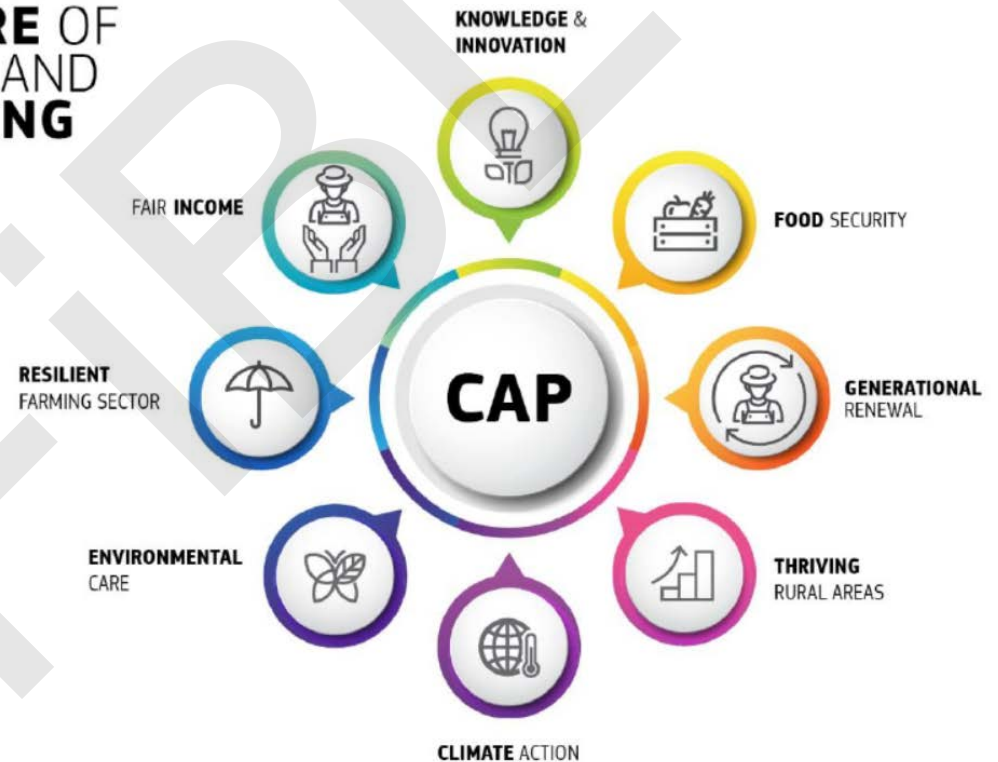 RE OF
AND
NG
KNOWLEDGE &
INNOVATION
FAIR INCOME
FOOD SECURITY
RESILIENT
FARMING SECTOR
CAP
GENERATIONAL
RENEWAL
ENVIRONMENTAL
CARE
THRIVING
RURAL AREAS
CLIMATE ACTION